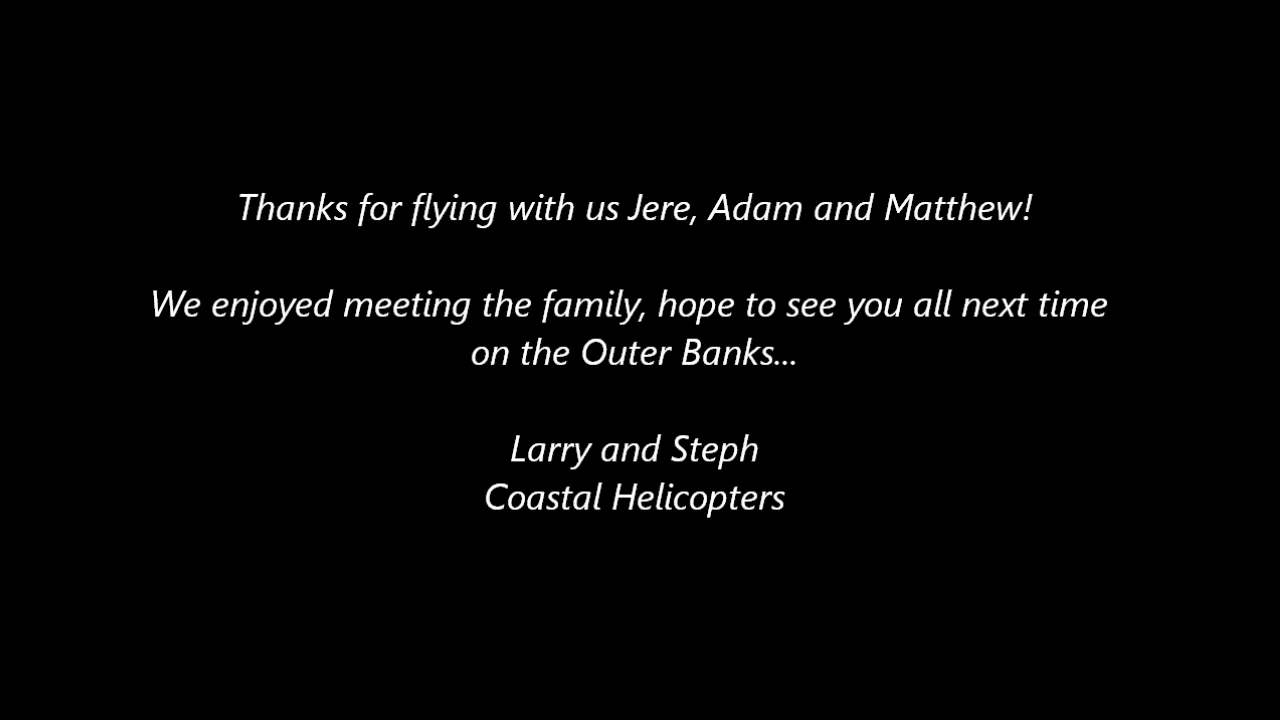 Thanks for flying with us Jere, Adam and Matthew!
We enjoyed meeting the family, hope to see you all next time
on the Outer Banks...
Larry and Steph
Coastal Helicopters